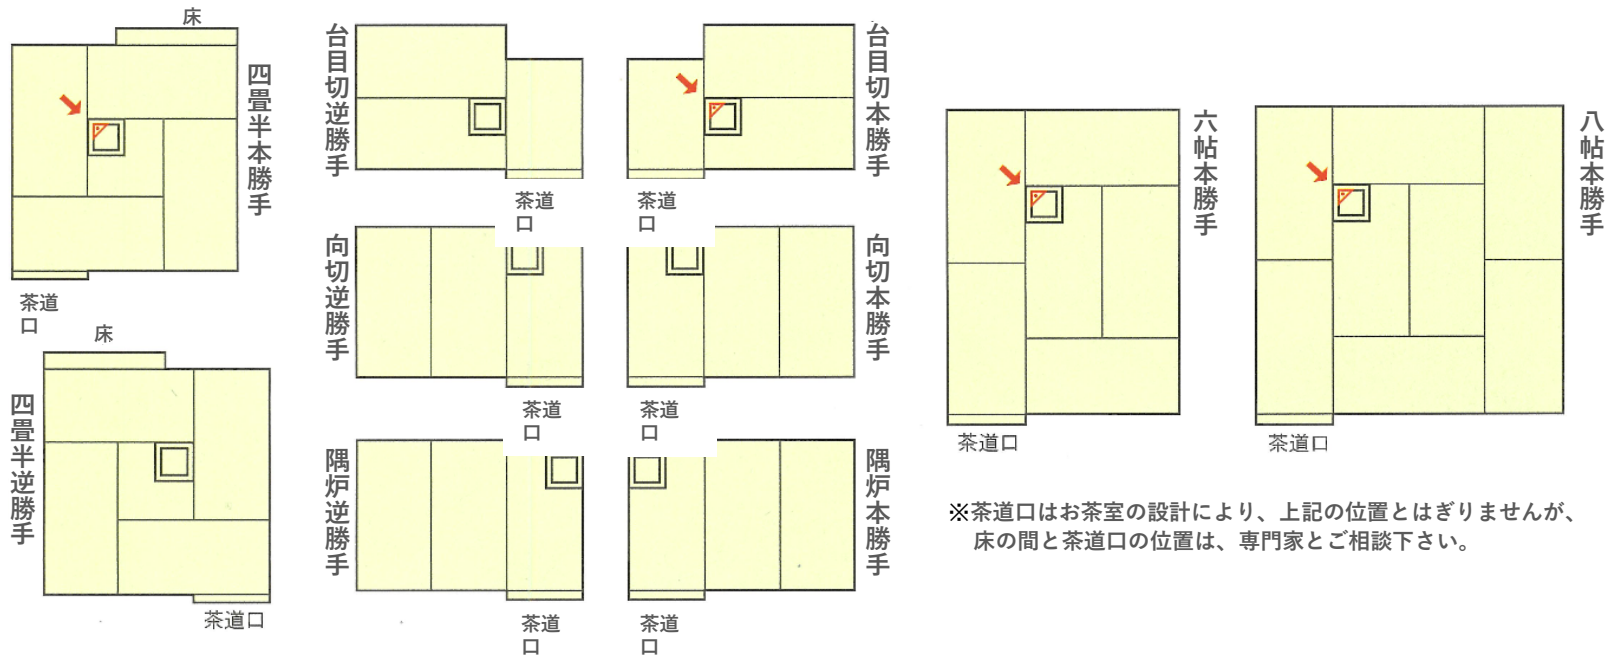 床
四畳半本勝手
茶道
口
床
四畳半逆勝手
茶道口
台目切逆勝手
茶道
口
台目切本勝手
茶道
口
向切逆勝手
茶道
口
向切本勝手
茶道
口
隅炉逆勝手
茶道
口
隅炉本勝手
茶道
口
六帖本勝手
茶道口
八帖本勝手
茶道口
※茶道口はお茶室の設計により、上記の位置とはぎりませんが、
床の間と茶道口の位置は、専門家とご相談下さい。